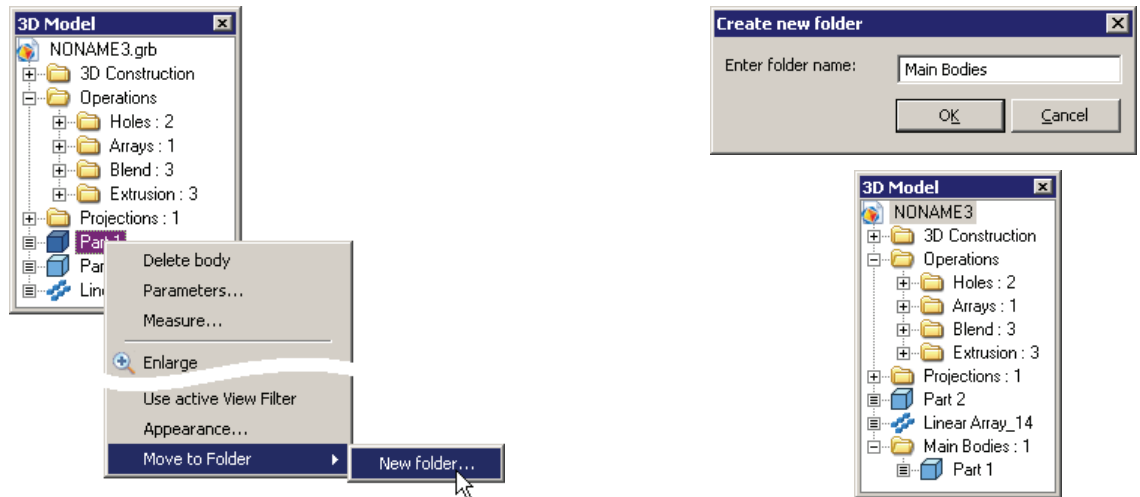 3D Model
NONAME3.grb
3D Construction
Operations
Holes : 2
Arrays : 1
Blend : 3
Extrusion : 3
Projections : 1
Part 1
Par
Lin
Delete body
Parameters...
Measure...
Enlarge
Use active View Filter
Appearance...
Move to Folder
New folder...
Create new folder
Enter folder name:
Main Bodies
OK
Cancel
3D Model
NONAME3
3D Construction
Operations
Holes : 2
Arrays : 1
Blend : 3
Extrusion : 3
Projections : 1
Part 2
Linear Array_14
Main Bodies : 1
Part 1